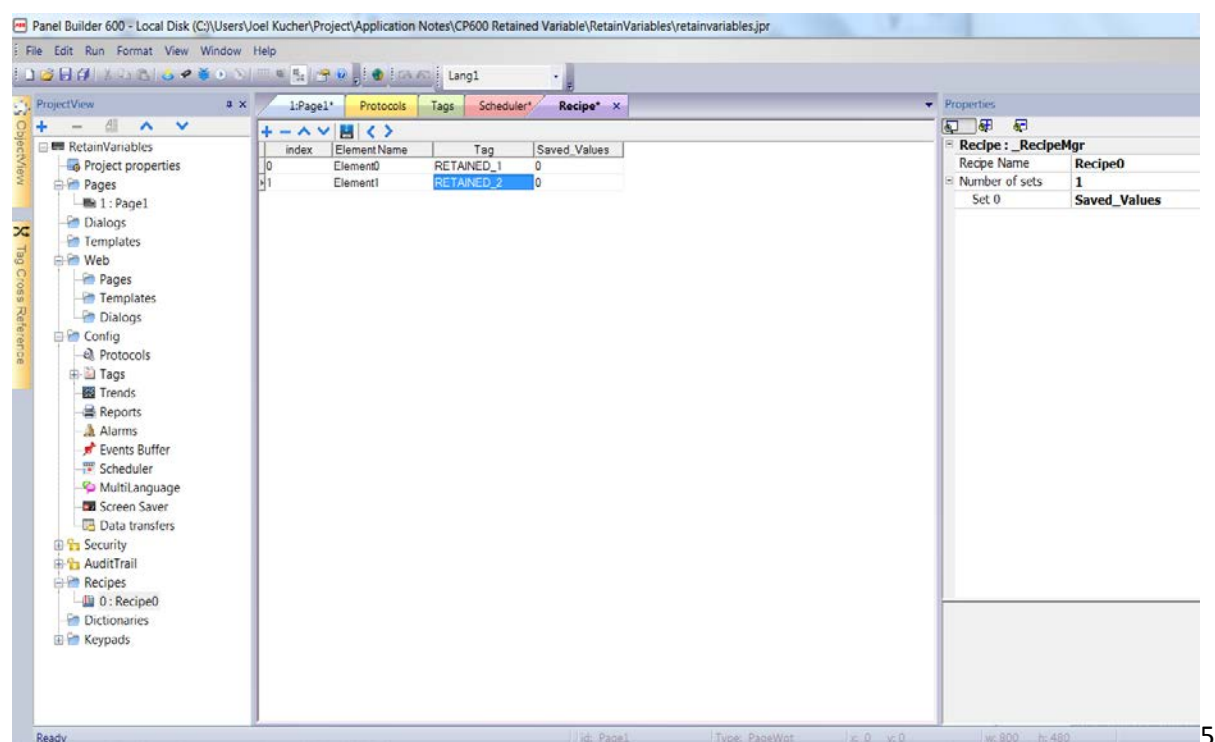 Panel Builder 600 - Local Disk (C:)\Users\Joel Kucher\Project\Application Notes\CP600 Retained Variable\RetainVariables\retainvariables.jpr
File Edit Run Format View Window Help
Lang1
ProjectView
1:Page1* Protocols Tags Scheduler* Recipe* x
Properties
ObjectView
Tag Cross Reference
RetainVariables
Project properties
Pages
1 : Page1
Dialogs
Templates
Web
Pages
Templates
Dialogs
Config
Protocols
Tags
Trends
Reports
Alarms
Events Buffer
Scheduler
MultiLanguage
Screen Saver
Data transfers
Security
AuditTrail
Recipes
0 : Recipe0
Dictionaries
Keypads
index Element Name Tag Saved_Values
0 Element0 RETAINED_1 0
1 Element1 RETAINED_2 0
Recipe : _RecipeMgr
Recipe Name Recipe0
Number of sets 1
Set 0 Saved_Values
Ready id: Page1 Type: PageWgt x: 0 y: 0 w: 800 h: 480
5